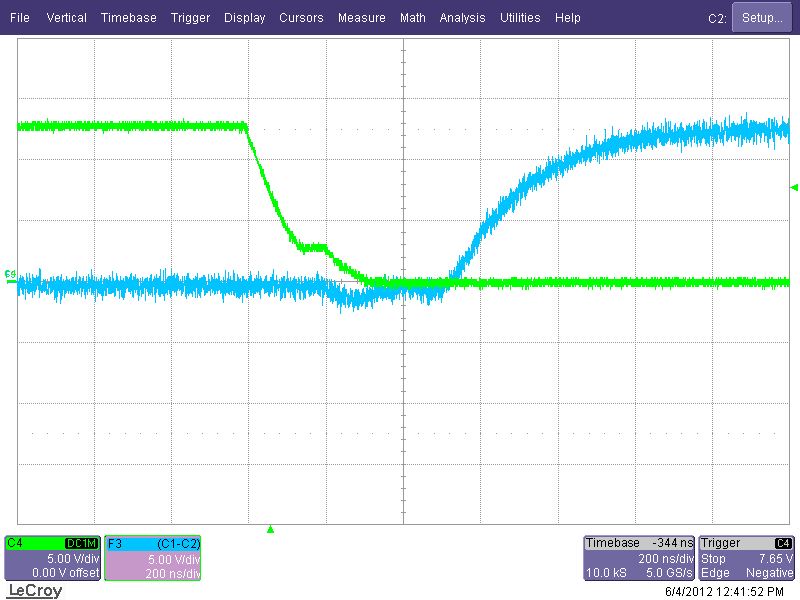 File Vertical Timebase Trigger Display Cursors Measure Math Analysis Utilities Help C2: Setup...
C4
C4 DC1M
5.00 V/div
0.00 V offset
F3 (C1-C2)
5.00 V/div
200 ns/div
Timebase -344 ns
200 ns/div
10.0 kS 5.0 GS/s
Trigger C4
Stop 7.65 V
Edge Negative
LeCroy
6/4/2012 12:41:52 PM